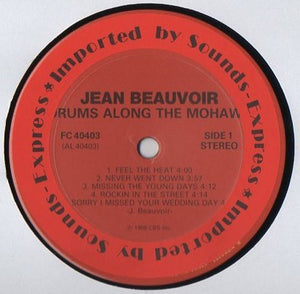 ★Imported by Sounds-Express★Imported by Sounds-Express
JEAN BEAUVOIR
DRUMS ALONG THE MOHAW
FC 40403 SIDE 1
(AL 40403) STEREO
1. FEEL THE HEAT 4:00
2. NEVER WENT DOWN 3:57
3. MISSING THE YOUNG DAYS 4:12
4. ROCKIN IN THE STREET 4:14
SORRY I MISSED YOUR WEDDING DAY 4
-J. Beauvoir-
℗ 1986 CBS Inc.